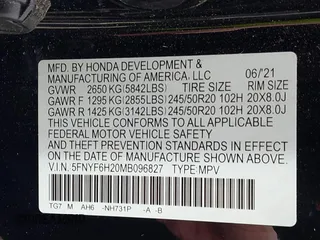 MFD. BY HONDA DEVELOPMENT & 06/'21
MANUFACTURING OF AMERICA, LLC
GVWR 2650 KG(5842LBS) TIRE SIZE RIM SIZE
GAWR F 1295 KG(2855LBS) 245/50R20 102H 20X8.0J
GAWR R 1425 KG(3142LBS) 245/50R20 102H 20X8.0J
THIS VEHICLE CONFORMS TO ALL APPLICABLE
FEDERAL MOTOR VEHICLE SAFETY, BUMPER, AND
THEFT PREVENTION STANDARDS IN EFFECT ON THE
DATE OF MANUFACTURE SHOWN ABOVE.
V.I.N. 5FNYF6H20MB096827 TYPE:MPV
TG7 M AH6 -NH731P -A -B